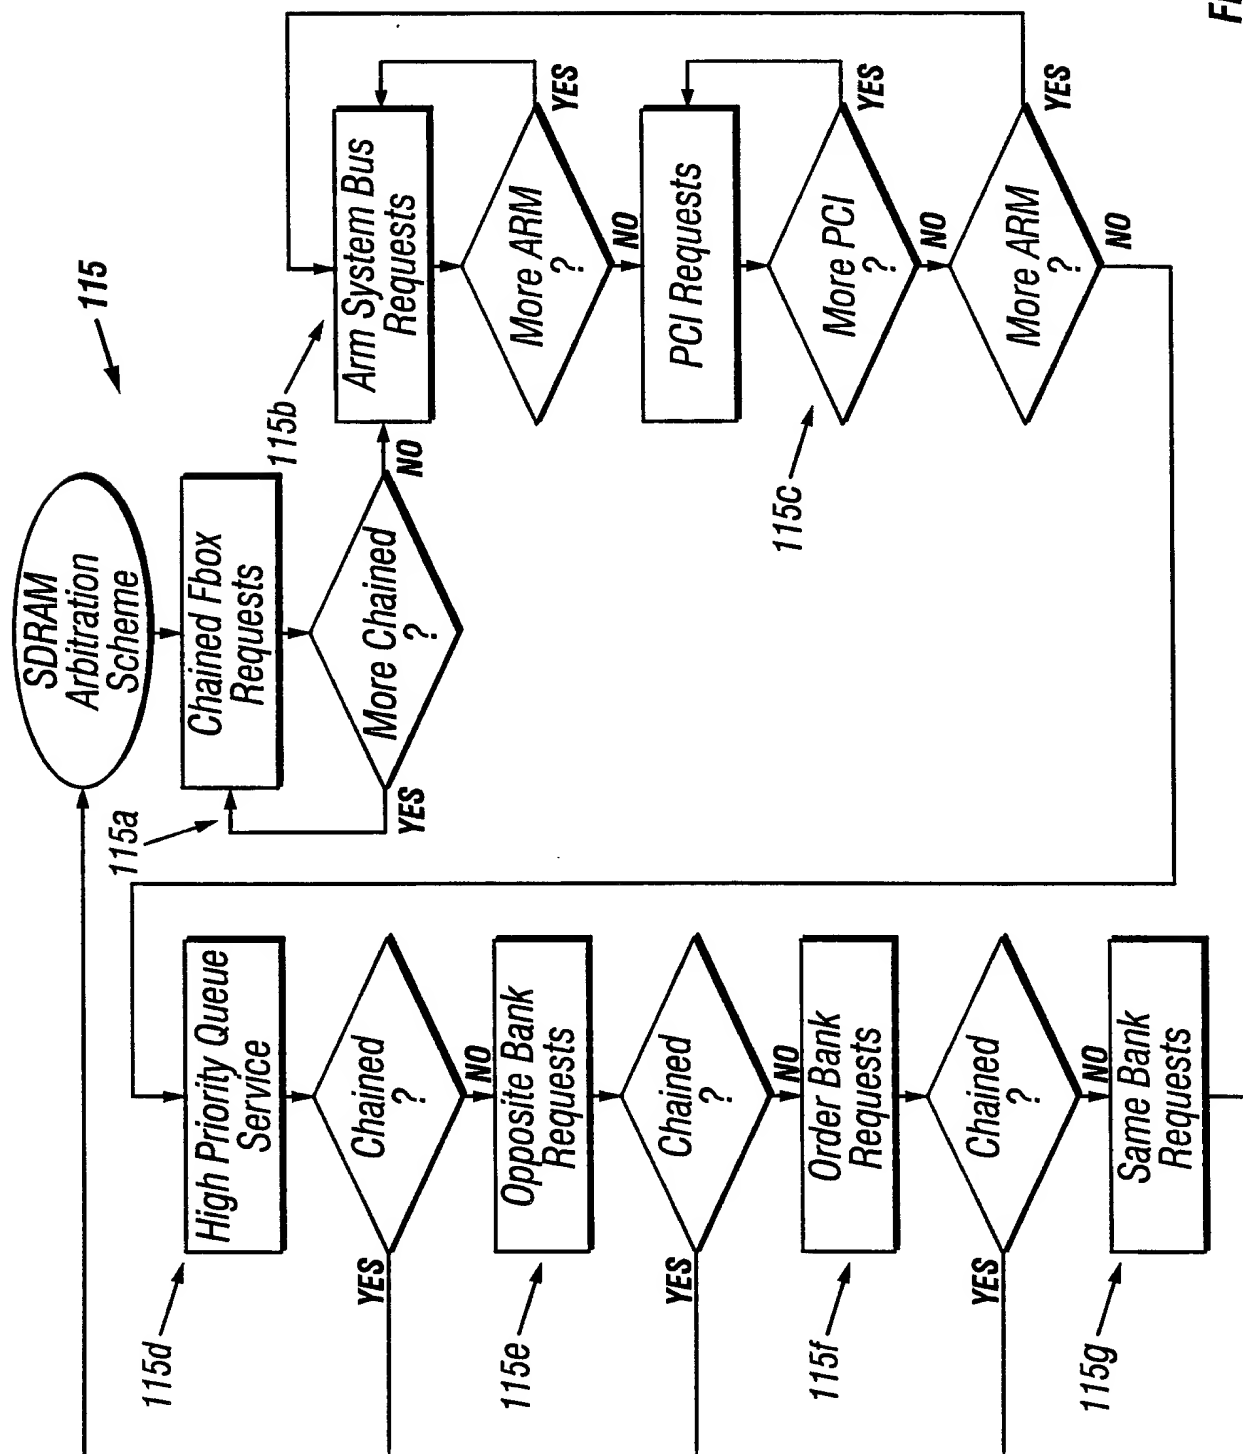 115
SDRAM
Arbitration
Scheme
115a
Chained Fbox
Requests
More Chained
?
YES
NO
115b
Arm System Bus
Requests
More ARM
?
YES
NO
PCI Requests
115c
More PCI
?
YES
NO
More ARM
?
YES
NO
115d
High Priority Queue
Service
Chained
?
YES
NO
115e
Opposite Bank
Requests
Chained
?
YES
NO
115f
Order Bank
Requests
Chained
?
YES
NO
115g
Same Bank
Requests